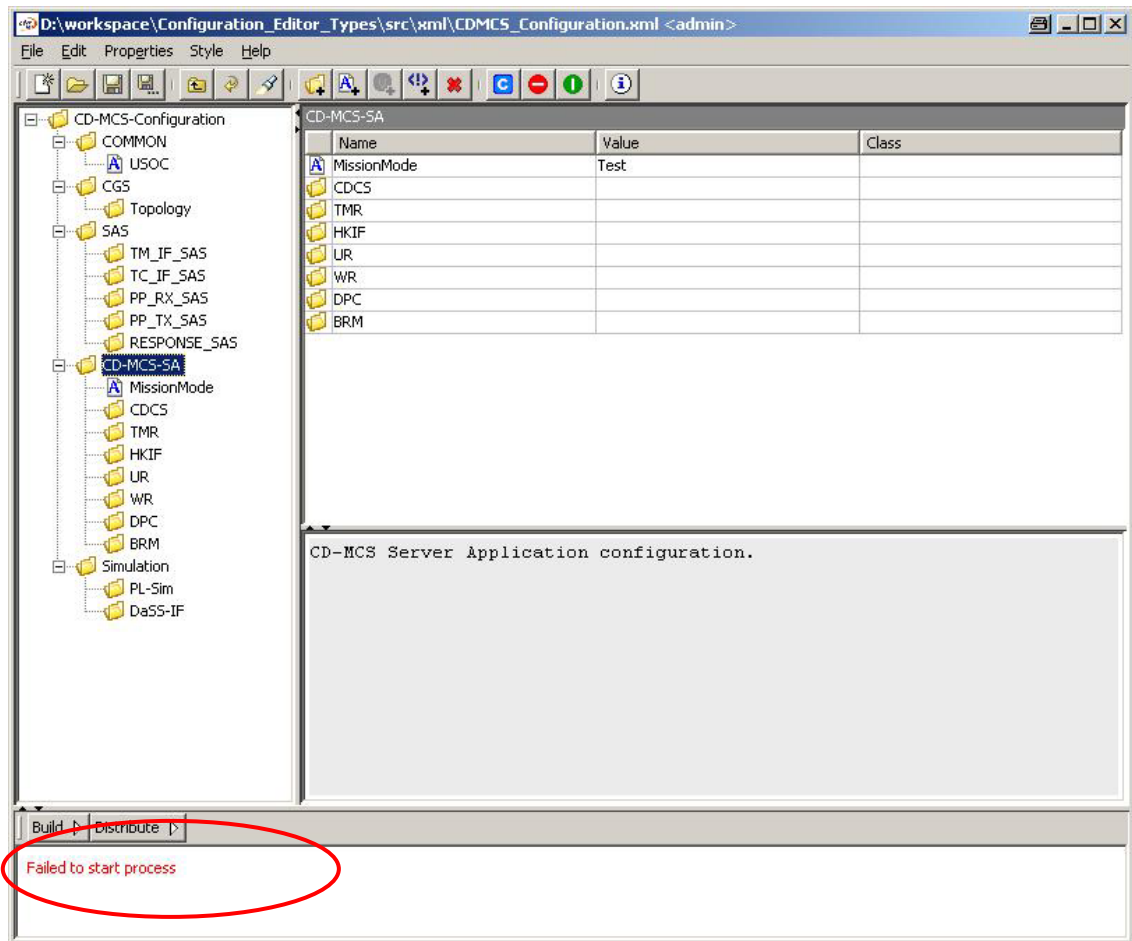 D:\workspace\Configuration_Editor_Types\src\xml\CDMCS_Configuration.xml <admin>
File Edit Properties Style Help
CD-MCS-Configuration
COMMON
USOC
CGS
Topology
SAS
TM_IF_SAS
TC_IF_SAS
PP_RX_SAS
PP_TX_SAS
RESPONSE_SAS
CD-MCS-SA
MissionMode
CDCS
TMR
HKIF
UR
WR
DPC
BRM
Simulation
PL-Sim
DaSS-IF
CD-MCS-SA
Name Value Class
MissionMode Test
CDCS
TMR
HKIF
UR
WR
DPC
BRM
CD-MCS Server Application configuration.
Build Distribute
Failed to start process